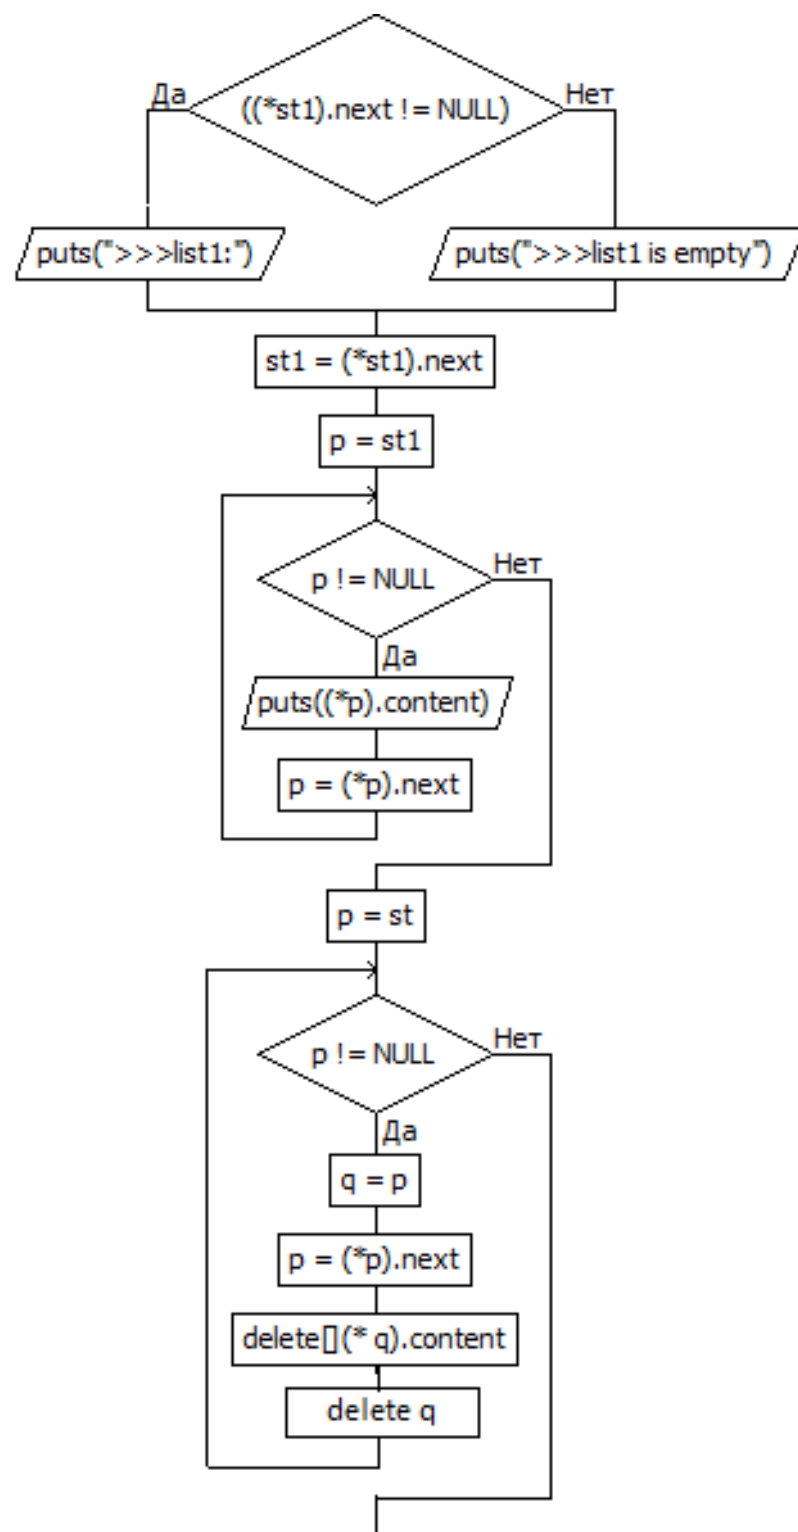 Да
((*st1).next != NULL)
Нет
puts(">>>list1:")
puts(">>>list1 is empty")
st1 = (*st1).next
p = st1
p != NULL
Нет
Да
puts((*p).content)
p = (*p).next
p = st
p != NULL
Нет
Да
q = p
p = (*p).next
delete[](* q).content
delete q